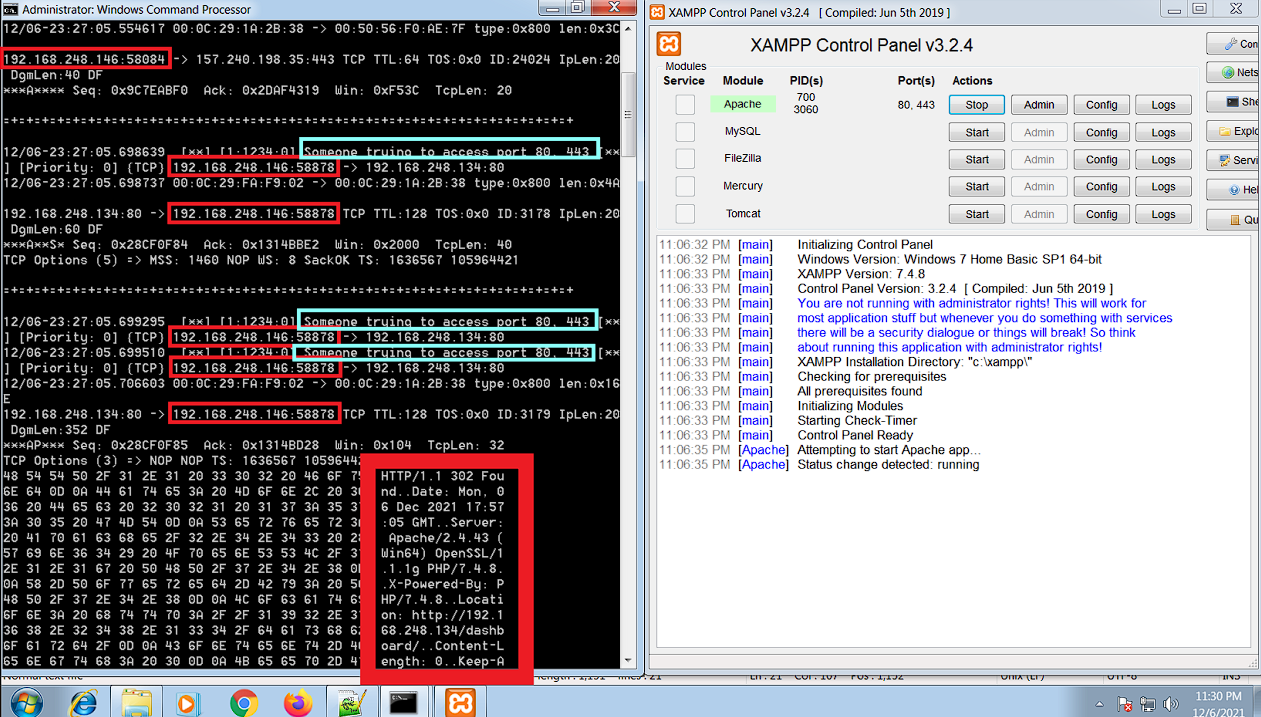 Administrator: Windows Command Processor
12/06-23:27:05.554617 00:0C:29:1A:2B:38 -> 00:50:56:F0:AE:7F type:0x800 len:0x3C
192.168.248.146:58084 -> 157.240.198.35:443 TCP TTL:64 TOS:0x0 ID:24024 IpLen:20
DgmLen:40 DF
***A**** Seq: 0x9C7EABF0 Ack: 0x2DAF4319 Win: 0xF53C TcpLen: 20
=+=+=+=+=+=+=+=+=+=+=+=+=+=+=+=+=+=+=+=+=+=+=+=+=+=+=+=+=+=+=+=+=+=+=+=+=+
12/06-23:27:05.698639 [**] [1:1234:0] Someone trying to access port 80, 443 [**
] [Priority: 0] {TCP} 192.168.248.146:58878 -> 192.168.248.134:80
12/06-23:27:05.698737 00:0C:29:FA:F9:02 -> 00:0C:29:1A:2B:38 type:0x800 len:0x4A
192.168.248.134:80 -> 192.168.248.146:58878 TCP TTL:128 TOS:0x0 ID:3178 IpLen:20
DgmLen:60 DF
***A**S* Seq: 0x28CF0F84 Ack: 0x1314BBE2 Win: 0x2000 TcpLen: 40
TCP Options (5) => MSS: 1460 NOP WS: 8 SackOK TS: 1636567 105964421
=+=+=+=+=+=+=+=+=+=+=+=+=+=+=+=+=+=+=+=+=+=+=+=+=+=+=+=+=+=+=+=+=+=+=+=+=+
12/06-23:27:05.699295 [**] [1:1234:0] Someone trying to access port 80, 443 [**
] [Priority: 0] {TCP} 192.168.248.146:58878 -> 192.168.248.134:80
12/06-23:27:05.699510 [**] [1:1234:0] Someone trying to access port 80, 443 [**
] [Priority: 0] {TCP} 192.168.248.146:58878 -> 192.168.248.134:80
12/06-23:27:05.706603 00:0C:29:FA:F9:02 -> 00:0C:29:1A:2B:38 type:0x800 len:0x16
E
192.168.248.134:80 -> 192.168.248.146:58878 TCP TTL:128 TOS:0x0 ID:3179 IpLen:20
DgmLen:352 DF
***AP*** Seq: 0x28CF0F85 Ack: 0x1314BD28 Win: 0x104 TcpLen: 32
TCP Options (3) => NOP NOP TS: 1636567 10596442
48 54 54 50 2F 31 2E 31 20 33 30 32 20 46 6F 75 HTTP/1.1 302 Fou
6E 64 0D 0A 44 61 74 65 3A 20 4D 6F 6E 2C 20 30 nd..Date: Mon, 0
36 20 44 65 63 20 32 30 32 31 20 31 37 3A 35 37 6 Dec 2021 17:57
3A 30 35 20 47 4D 54 0D 0A 53 65 72 76 65 72 3A :05 GMT..Server:
20 41 70 61 63 68 65 2F 32 2E 34 2E 34 33 20 28 Apache/2.4.43 (
57 69 6E 36 34 29 20 4F 70 65 6E 53 53 4C 2F 31 Win64) OpenSSL/1
2E 31 2E 31 67 20 50 48 50 2F 37 2E 34 2E 38 0D .1.1g PHP/7.4.8.
0A 58 2D 50 6F 77 65 72 65 64 2D 42 79 3A 20 50 .X-Powered-By: P
48 50 2F 37 2E 34 2E 38 0D 0A 4C 6F 63 61 74 69 HP/7.4.8..Locati
6F 6E 3A 20 68 74 74 70 3A 2F 2F 31 39 32 2E 31 on: http://192.1
36 38 2E 32 34 38 2E 31 33 34 2F 64 61 73 68 62 68.248.134/dashb
6F 61 72 64 2F 0D 0A 43 6F 6E 74 65 6E 74 2D 4C oard/..Content-L
65 6E 67 74 68 3A 20 30 0D 0A 4B 65 65 70 2D 41 ength: 0..Keep-A
XAMPP Control Panel v3.2.4 [ Compiled: Jun 5th 2019 ]
XAMPP Control Panel v3.2.4
Con
Modules
Service Module PID(s) Port(s) Actions
Nets
Apache 700 3060 80, 443 Stop Admin Config Logs
She
MySQL Start Admin Config Logs
Explo
FileZilla Start Admin Config Logs
Servi
Mercury Start Admin Config Logs
Hel
Tomcat Start Admin Config Logs
Qu
11:06:32 PM [main] Initializing Control Panel
11:06:32 PM [main] Windows Version: Windows 7 Home Basic SP1 64-bit
11:06:33 PM [main] XAMPP Version: 7.4.8
11:06:33 PM [main] Control Panel Version: 3.2.4 [ Compiled: Jun 5th 2019 ]
11:06:33 PM [main] You are not running with administrator rights! This will work for
11:06:33 PM [main] most application stuff but whenever you do something with services
11:06:33 PM [main] there will be a security dialogue or things will break! So think
11:06:33 PM [main] about running this application with administrator rights!
11:06:33 PM [main] XAMPP Installation Directory: "c:\xampp\"
11:06:33 PM [main] Checking for prerequisites
11:06:33 PM [main] All prerequisites found
11:06:33 PM [main] Initializing Modules
11:06:33 PM [main] Starting Check-Timer
11:06:33 PM [main] Control Panel Ready
11:06:35 PM [Apache] Attempting to start Apache app...
11:06:35 PM [Apache] Status change detected: running
11:30 PM
12/6/2021